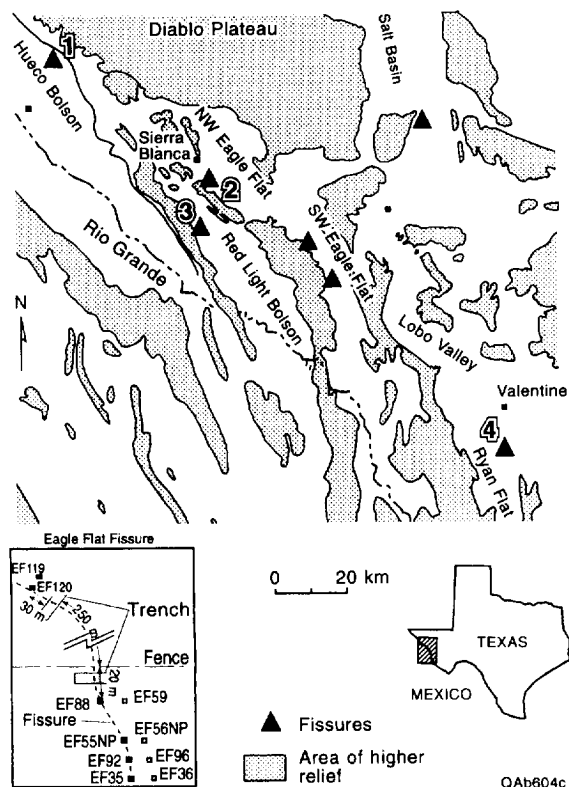 Diablo Plateau
Salt Basin
1
Hueco Bolson
NW Eagle Flat
Sierra
Blanca
2
3
Rio Grande
Red Light Bolson
SW Eagle Flat
Lobo Valley
N
Valentine
4
Ryan Flat
Eagle Flat Fissure
EF119
EF120
30 m
250 m
Trench
Fence
20 m
EF88
EF59
Fissure
EF55NP
EF56NP
EF92
EF96
EF35
EF36
0 20 km
TEXAS
MEXICO
Fissures
Area of higher
relief
QAb604c